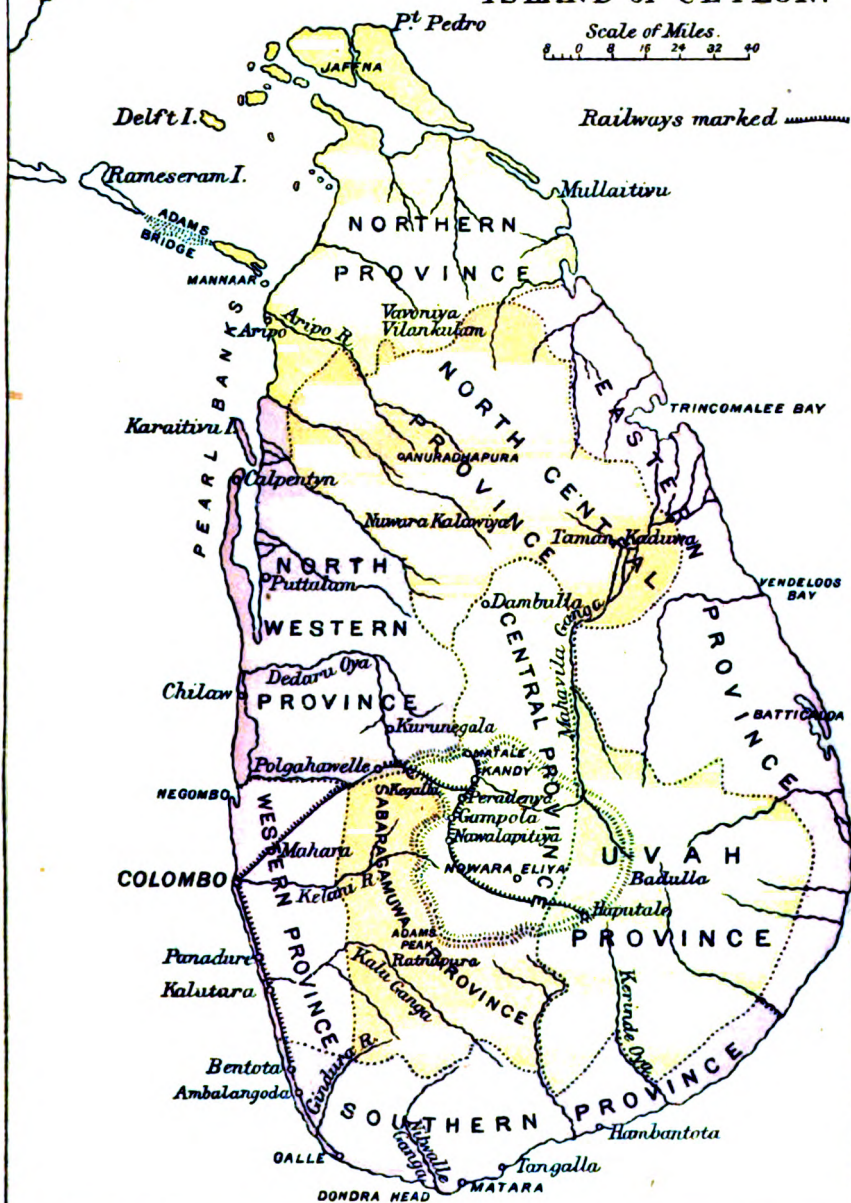 ISLAND of CEYLON.
Scale of Miles.
8 0 8 16 24 32 40
Railways marked
Pt. Pedro
JAFFNA
Delft I.
Rameseram I.
ADAMS
BRIDGE
MANNAAR
Mullaitivu
NORTHERN
PROVINCE
Vavoniya
Vilankulam
Aripo
Aripo R.
PEARL BANKS
NORTH CENTRAL
PROVINCE
EASTERN
PROVINCE
TRINCOMALEE BAY
Karaitivu I.
ANURADHAPURA
Calpentyn
Nuwara Kalawiya
Taman Kaduwa
NORTH
WESTERN
PROVINCE
Puttalam
Dambulla
VENDELOOS
BAY
CENTRAL PROVINCE
Mahavila Ganga
Dedaru Oya
Chilaw
Kurunegala
BATTICALOA
Polgahawelle
MATALE
KANDY
NEGOMBO
Kegalla
Peradenya
Gampola
Nawalapitiya
WESTERN PROVINCE
SABARAGAMUWA PROVINCE
Mahara
COLOMBO
Kelani R.
NOWARA ELIYA
UVAH
PROVINCE
Badulla
Haputale
ADAMS
PEAK
Ratnapura
Panadure
Kalutara
Kalu Ganga
Kerinde Oya
Bentota
Ambalangoda
Gindura R.
SOUTHERN
PROVINCE
Hambantota
GALLE
Nilwalle
Ganga
Tangalla
MATARA
DONDRA HEAD